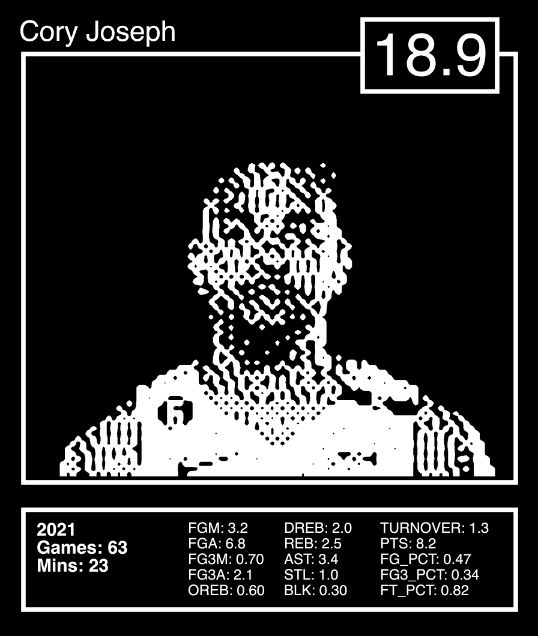 Cory Joseph
18.9
2021
Games: 63
Mins: 23
FGM: 3.2
FGA: 6.8
FG3M: 0.70
FG3A: 2.1
OREB: 0.60
DREB: 2.0
REB: 2.5
AST: 3.4
STL: 1.0
BLK: 0.30
TURNOVER: 1.3
PTS: 8.2
FG_PCT: 0.47
FG3_PCT: 0.34
FT_PCT: 0.82